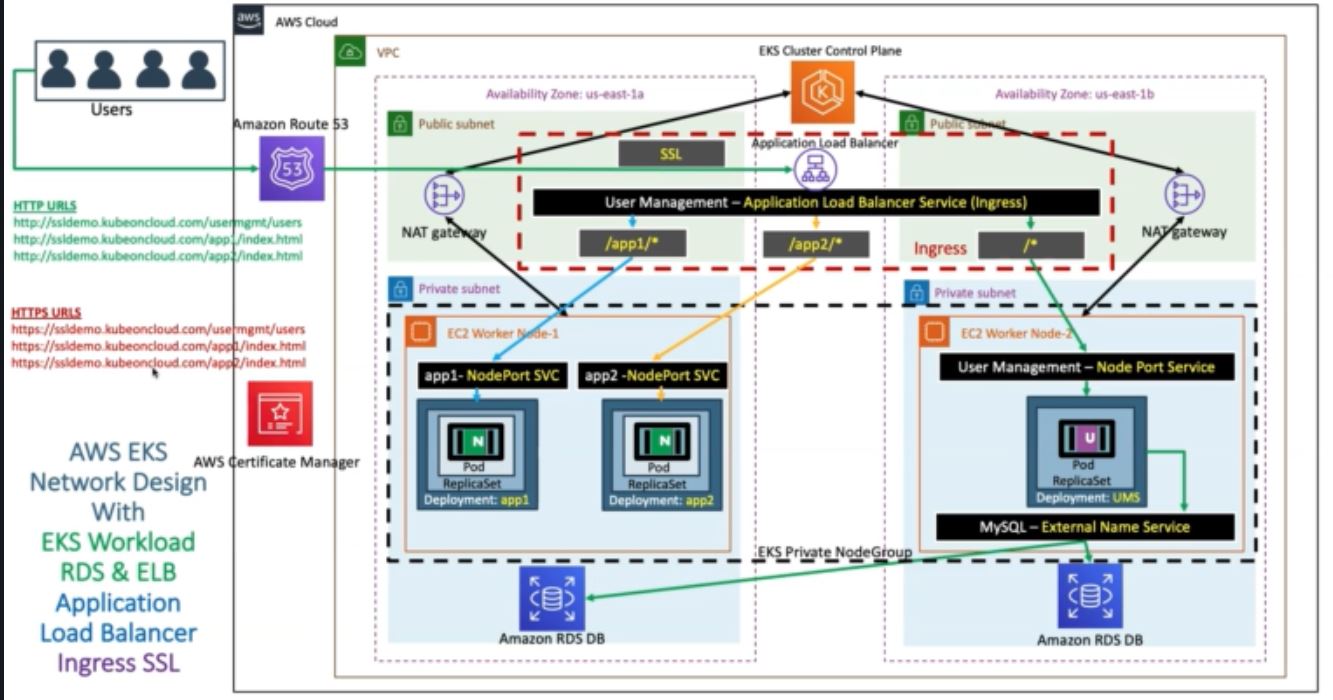 aws
AWS Cloud
VPC
EKS Cluster Control Plane
Users
Availability Zone: us-east-1a
Availability Zone: us-east-1b
Amazon Route 53
53
Public subnet
Public subnet
SSL
Application Load Balancer
K
User Management – Application Load Balancer Service (Ingress)
NAT gateway
NAT gateway
/app1/*
/app2/*
Ingress
/*
HTTP URLS
http://ssldemo.kubeoncloud.com/usermgmt/users
http://ssldemo.kubeoncloud.com/app1/index.html
http://ssldemo.kubeoncloud.com/app2/index.html
HTTPS URLS
https://ssldemo.kubeoncloud.com/usermgmt/users
https://ssldemo.kubeoncloud.com/app1/index.html
https://ssldemo.kubeoncloud.com/app2/index.html
Private subnet
Private subnet
EC2 Worker Node-1
EC2 Worker Node-2
app1- NodePort SVC
app2 -NodePort SVC
User Management – Node Port Service
N
Pod
ReplicaSet
Deployment: app1
N
Pod
ReplicaSet
Deployment: app2
U
Pod
ReplicaSet
Deployment: UMS
MySQL – External Name Service
AWS Certificate Manager
EKS Private NodeGroup
Amazon RDS DB
Amazon RDS DB
AWS EKS
Network Design
With
EKS Workload
RDS & ELB
Application
Load Balancer
Ingress SSL